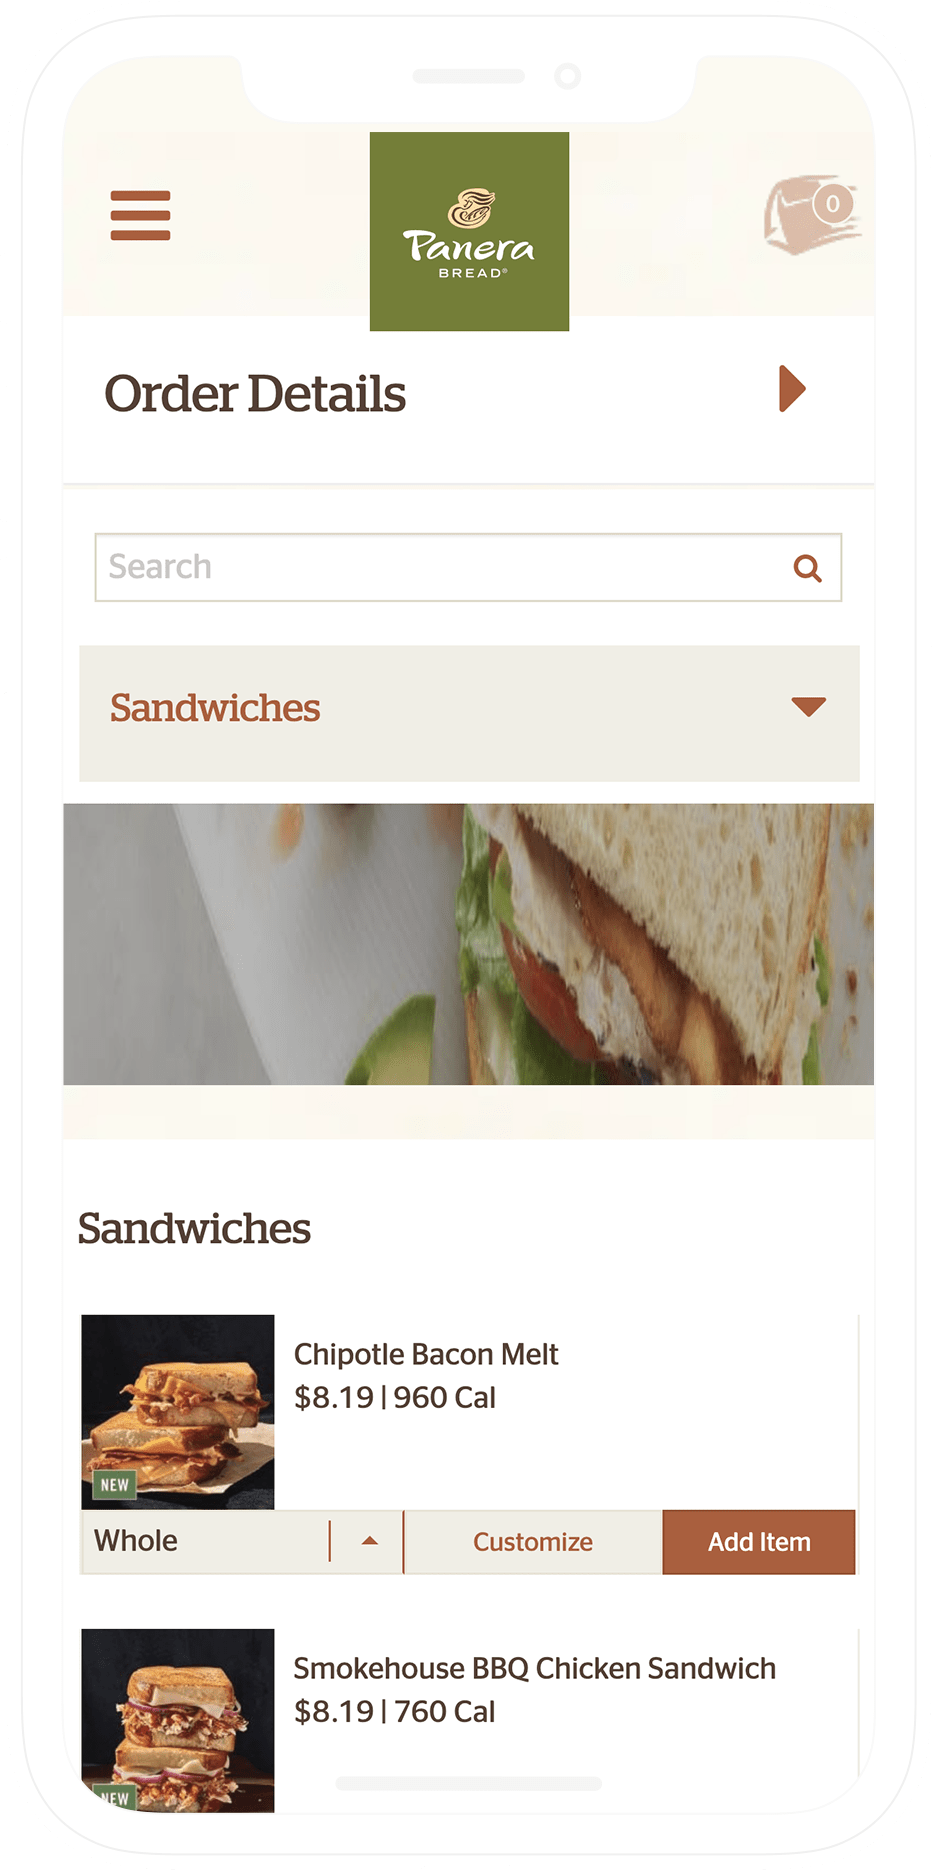 0
Panera
BREAD®
Order Details
Search
Sandwiches
Sandwiches
Chipotle Bacon Melt
$8.19 | 960 Cal
NEW
Whole
Customize
Add Item
Smokehouse BBQ Chicken Sandwich
$8.19 | 760 Cal
NEW